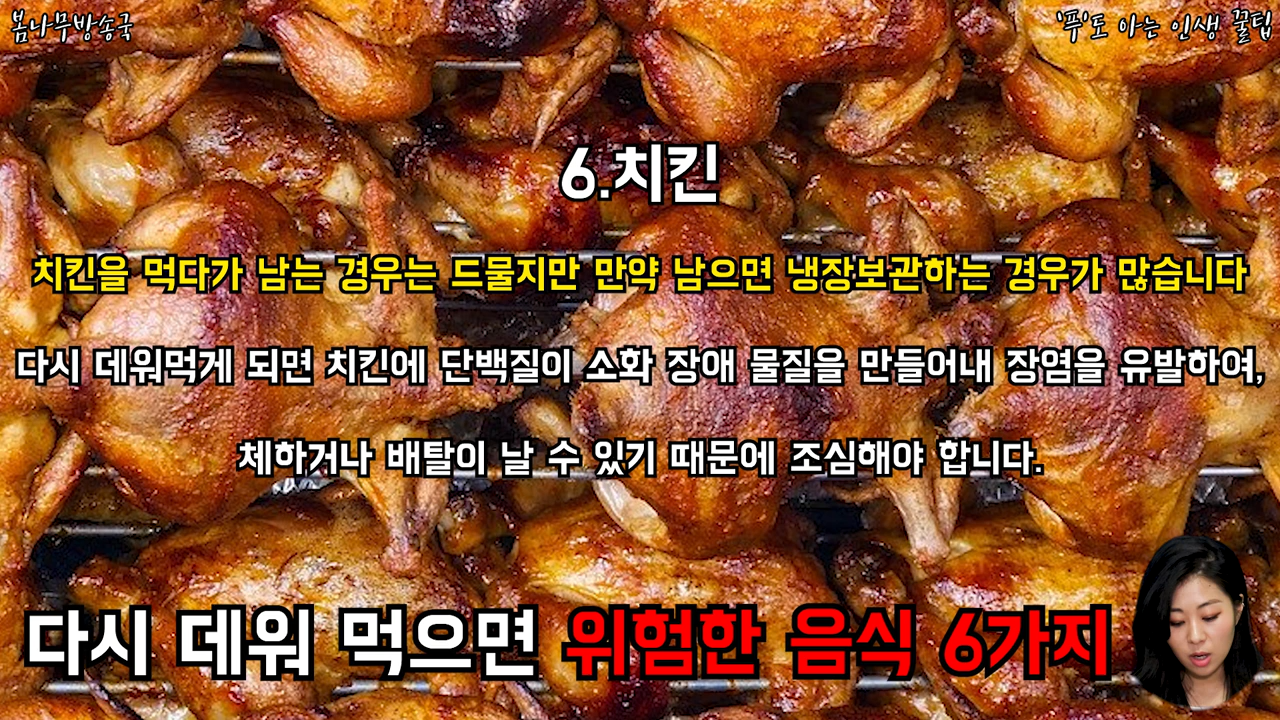 봄나무방송국
'푸'도 아는 인생 꿀팁
6.치킨
치킨을 먹다가 남는 경우는 드물지만 만약 남으면 냉장보관하는 경우가 많습니다
다시 데워먹게 되면 치킨에 단백질이 소화 장애 물질을 만들어내 장염을 유발하여,
체하거나 배탈이 날 수 있기 때문에 조심해야 합니다.
다시 데워 먹으면 위험한 음식 6가지